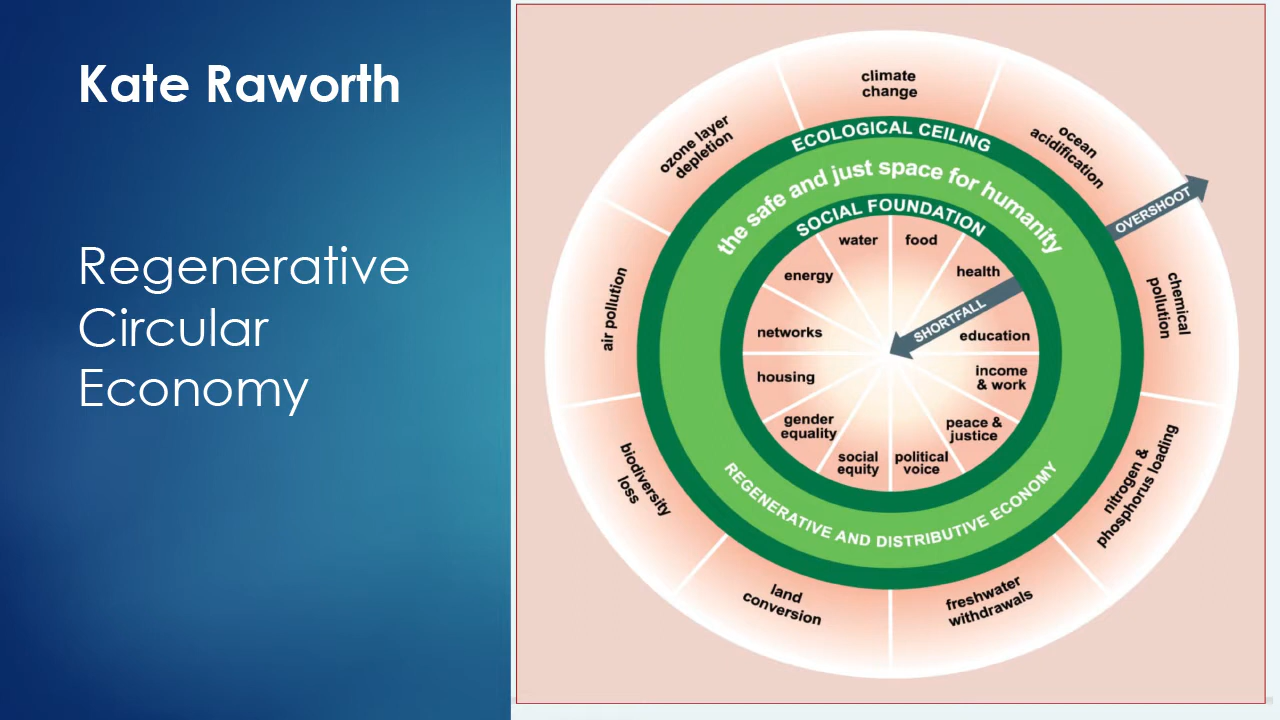 Kate Raworth
Regenerative
Circular
Economy
climate
change
ocean
acidification
chemical
pollution
nitrogen &
phosphorus loading
freshwater
withdrawals
land
conversion
biodiversity
loss
air pollution
ozone layer
depletion
OVERSHOOT
ECOLOGICAL CEILING
the safe and just space for humanity
SOCIAL FOUNDATION
water
food
health
education
income
& work
peace &
justice
political
voice
social
equity
gender
equality
housing
networks
energy
SHORTFALL
REGENERATIVE AND DISTRIBUTIVE ECONOMY